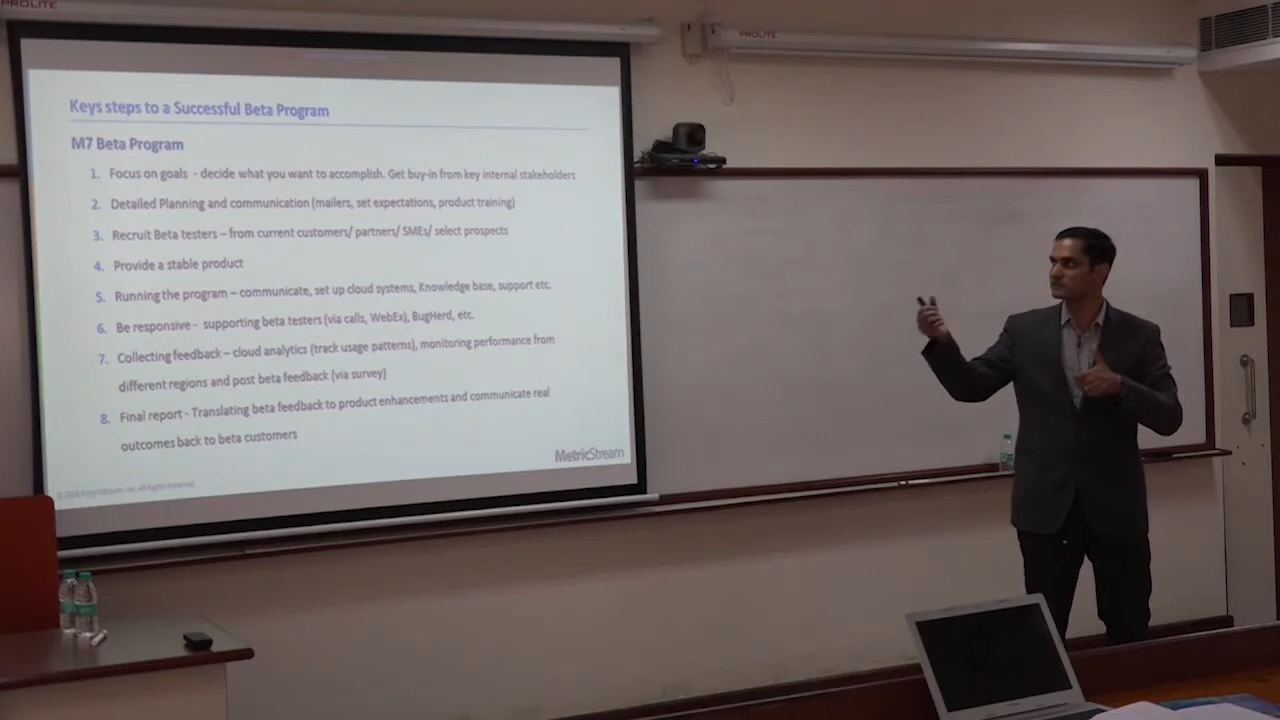 PROLITE
PROLITE
Keys steps to a Successful Beta Program
M7 Beta Program
1. Focus on goals - decide what you want to accomplish. Get buy-in from key internal stakeholders
2. Detailed Planning and communication (mailers, set expectations, product training)
3. Recruit Beta testers – from current customers/ partners/ SMEs/ select prospects
4. Provide a stable product
5. Running the program – communicate, set up cloud systems, Knowledge base, support etc.
6. Be responsive - supporting beta testers (via calls, WebEx), BugHerd, etc.
7. Collecting feedback – cloud analytics (track usage patterns), monitoring performance from
different regions and post beta feedback (via survey)
8. Final report - Translating beta feedback to product enhancements and communicate real
outcomes back to beta customers
MetricStream
MetricStream, Inc. All Rights Reserved.